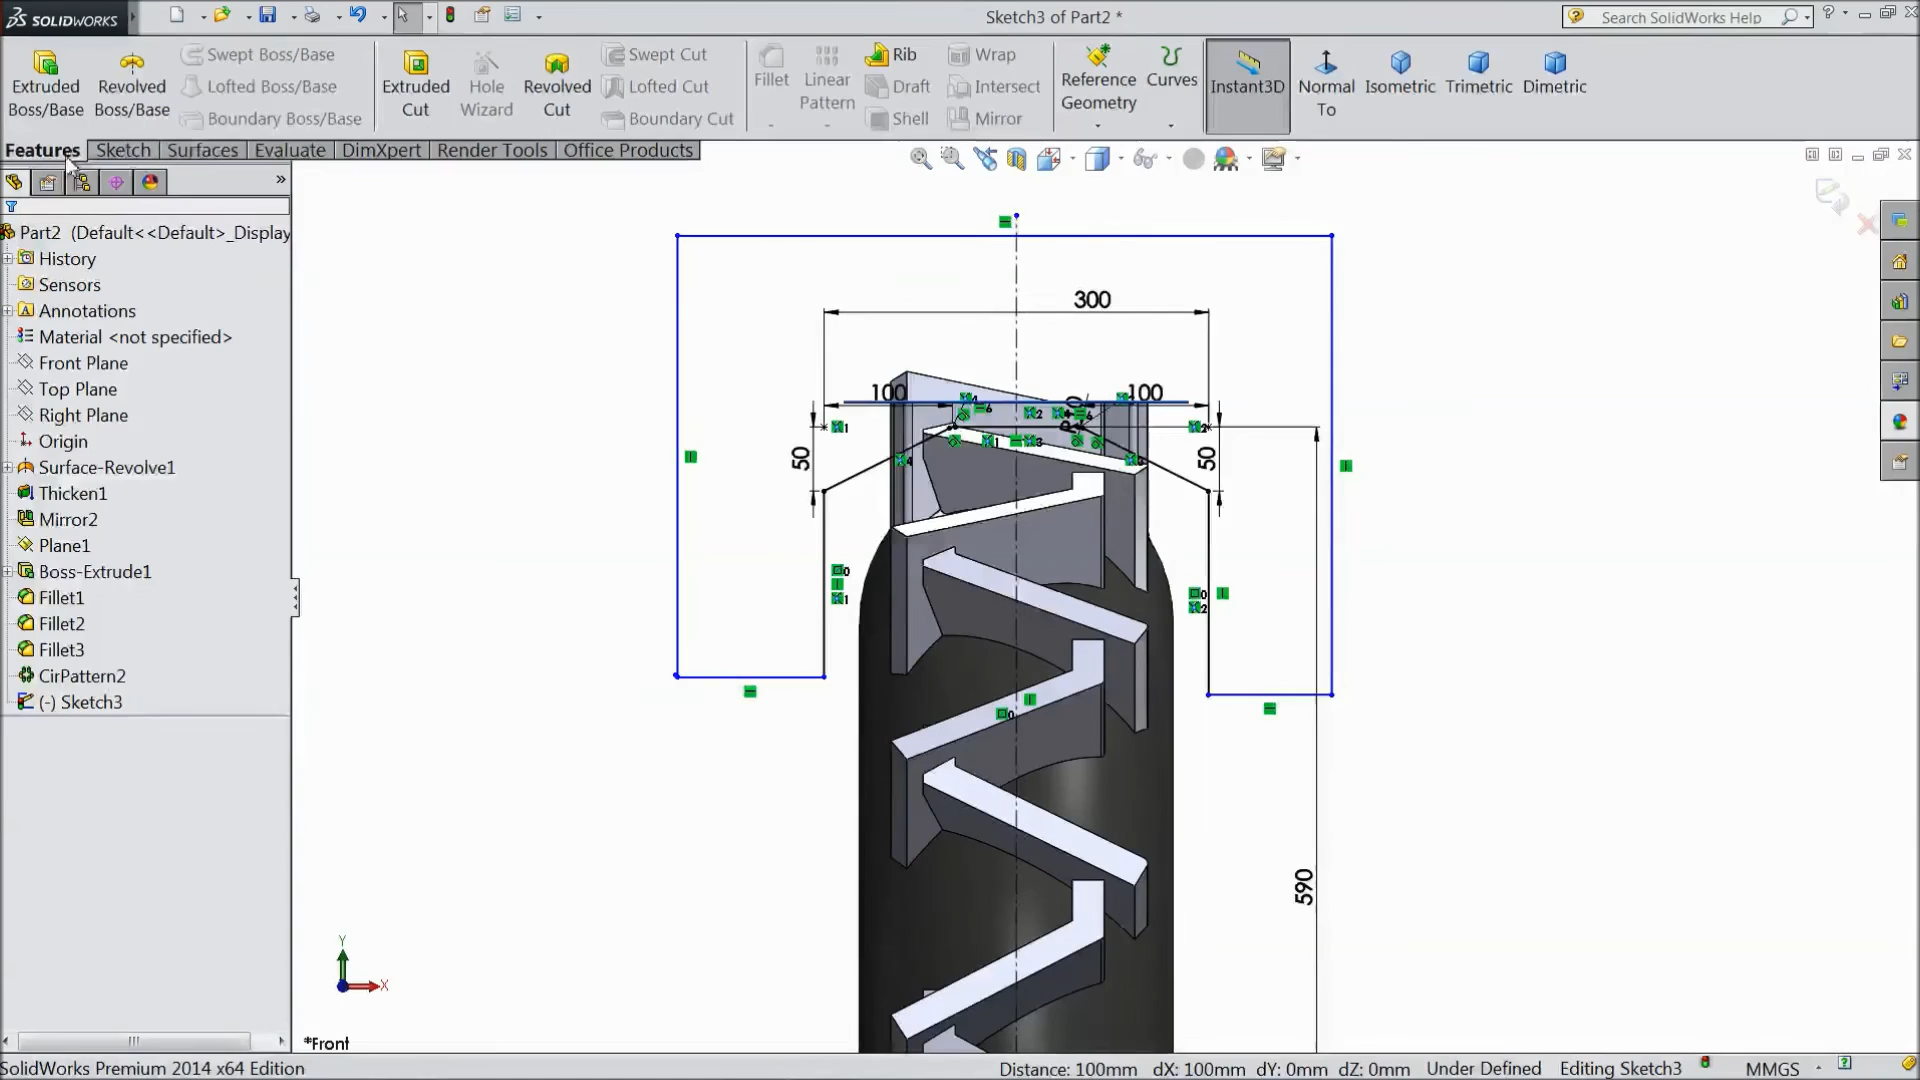 SOLIDWORKS
Sketch3 of Part2 *
Search SolidWorks Help
Extruded Boss/Base
Revolved Boss/Base
Swept Boss/Base
Lofted Boss/Base
Boundary Boss/Base
Extruded Cut
Hole Wizard
Revolved Cut
Swept Cut
Lofted Cut
Boundary Cut
Fillet
Linear Pattern
Rib
Draft
Shell
Wrap
Intersect
Mirror
Reference Geometry
Curves
Instant3D
Normal To
Isometric
Trimetric
Dimetric
Features
Sketch
Surfaces
Evaluate
DimXpert
Render Tools
Office Products
Part2 (Default<<Default>_Display
History
Sensors
Annotations
Material <not specified>
Front Plane
Top Plane
Right Plane
Origin
Surface-Revolve1
Thicken1
Mirror2
Plane1
Boss-Extrude1
Fillet1
Fillet2
Fillet3
CirPattern2
(-) Sketch3
300
100
100
50
50
590
Y
X
*Front
SolidWorks Premium 2014 x64 Edition
Distance: 100mm dX: 100mm dY: 0mm dZ: 0mm
Under Defined
Editing Sketch3
MMGS